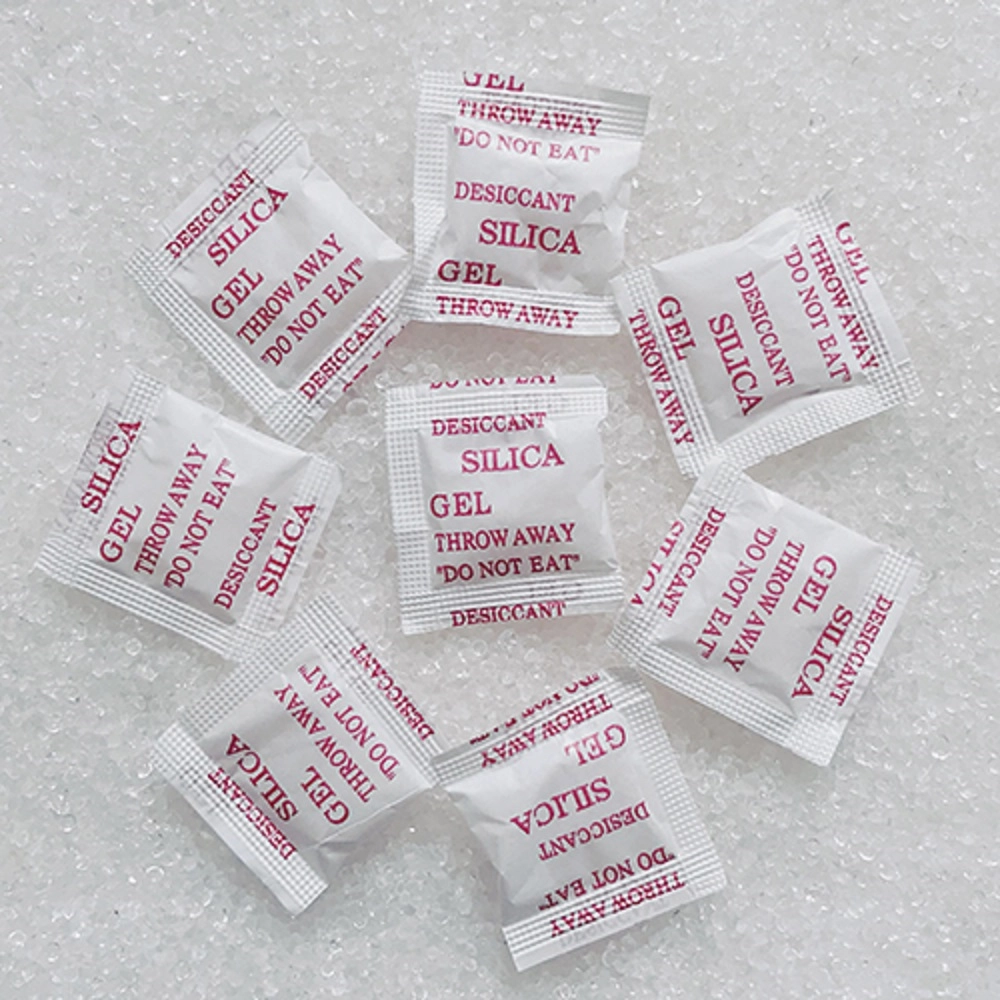 GEL
THROW AWAY
"DO NOT EAT"
DESICCANT
SILICA
GEL
THROW AWAY
DESICCANT
SILICA
GEL
THROW AWAY
"DO NOT EAT"
DESICCANT
GEL
THROW AWAY
"DO NOT EAT"
DESICCANT
SILICA
GEL
THROW AWAY
DO NOT EAT
DESICCANT
SILICA
GEL
THROW AWAY
"DO NOT EAT"
DESICCANT
SILICA
GEL
THROW AWAY
"DO NOT EAT"
DESICCANT
SILICA
DESICCANT
SILICA
GEL
THROW AWAY
"DO NOT EAT"
DESICCANT
SILICA
DESICCANT
SILICA
GEL
THROW AWAY
"DO NOT EAT"
DESICCANT
THROW AWAY
"DO NOT EAT"
DESICCANT
SILICA
GEL
THROW AWAY